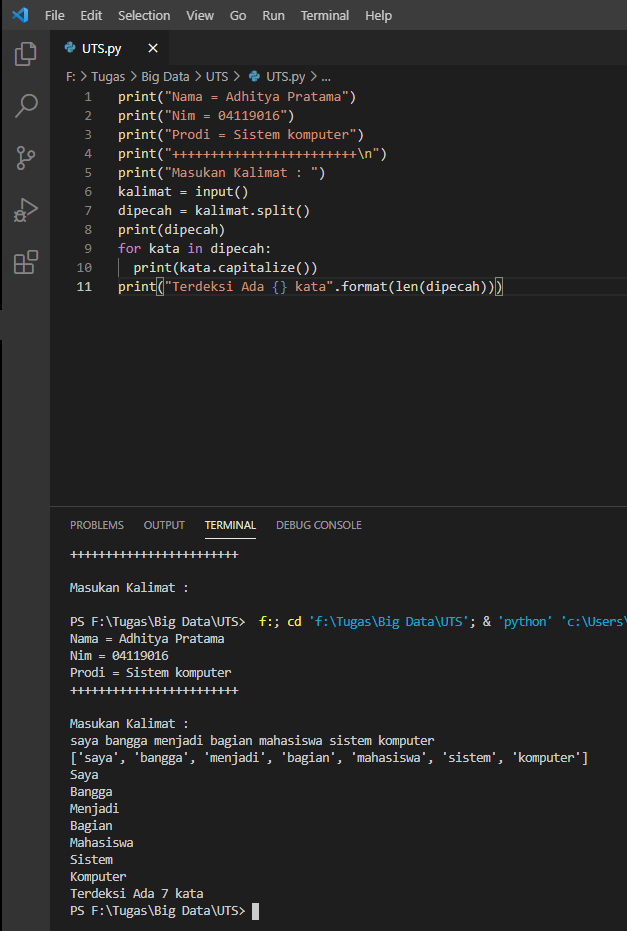 File Edit Selection View Go Run Terminal Help
UTS.py
F: > Tugas > Big Data > UTS > UTS.py > ...
1 print("Nama = Adhitya Pratama")
2 print("Nim = 04119016")
3 print("Prodi = Sistem komputer")
4 print("++++++++++++++++++++++++\n")
5 print("Masukan Kalimat : ")
6 kalimat = input()
7 dipecah = kalimat.split()
8 print(dipecah)
9 for kata in dipecah:
10 print(kata.capitalize())
11 print("Terdeksi Ada {} kata".format(len(dipecah)))
PROBLEMS OUTPUT TERMINAL DEBUG CONSOLE
++++++++++++++++++++++++
Masukan Kalimat :
PS F:\Tugas\Big Data\UTS> f:; cd 'f:\Tugas\Big Data\UTS'; & 'python' 'c:\Users\
Nama = Adhitya Pratama
Nim = 04119016
Prodi = Sistem komputer
++++++++++++++++++++++++
Masukan Kalimat :
saya bangga menjadi bagian mahasiswa sistem komputer
['saya', 'bangga', 'menjadi', 'bagian', 'mahasiswa', 'sistem', 'komputer']
Saya
Bangga
Menjadi
Bagian
Mahasiswa
Sistem
Komputer
Terdeksi Ada 7 kata
PS F:\Tugas\Big Data\UTS>